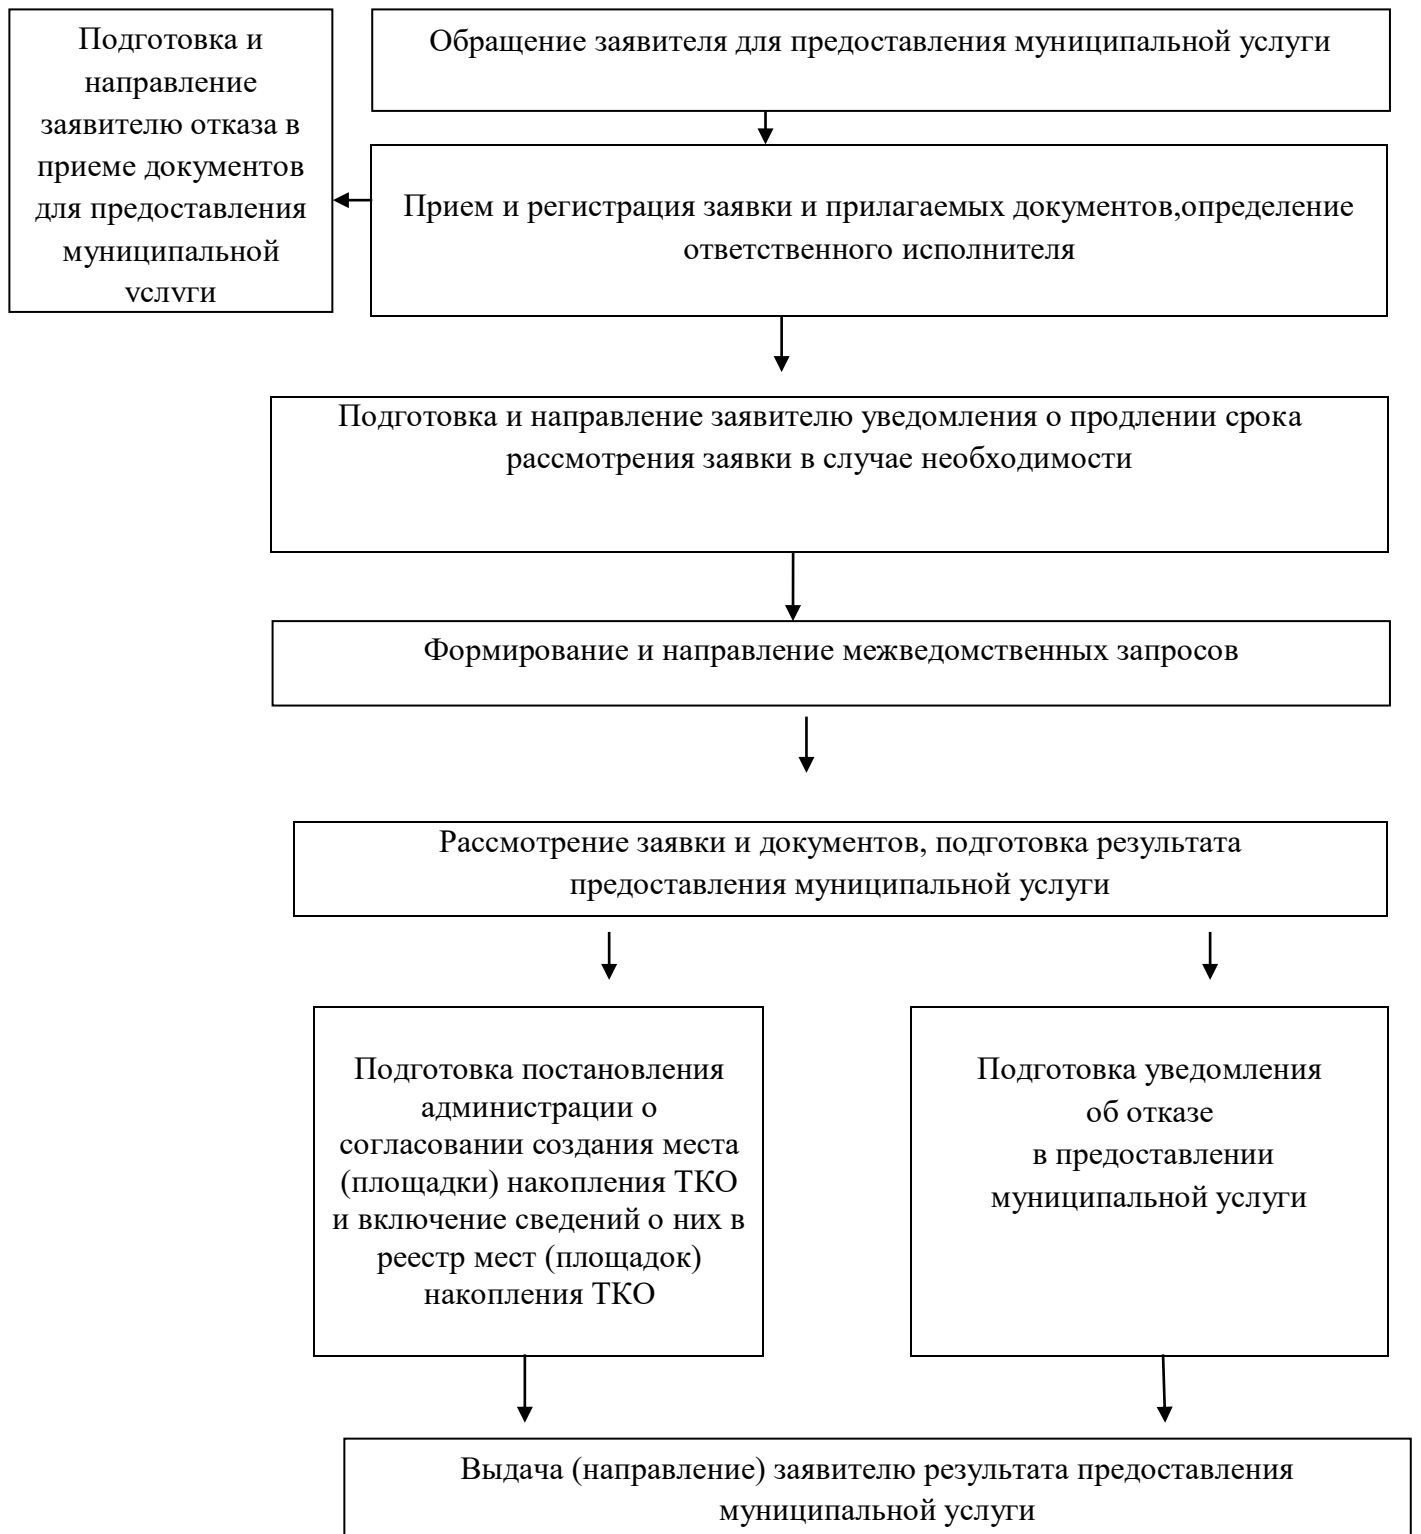 Подготовка и
направление
заявителю отказа в
приеме документов
для предоставления
муниципальной
услуги
Обращение заявителя для предоставления муниципальной услуги
Прием и регистрация заявки и прилагаемых документов,определение
ответственного исполнителя
Подготовка и направление заявителю уведомления о продлении срока
рассмотрения заявки в случае необходимости
Формирование и направление межведомственных запросов
Рассмотрение заявки и документов, подготовка результата
предоставления муниципальной услуги
Подготовка постановления
администрации о
согласовании создания места
(площадки) накопления ТКО
и включение сведений о них в
реестр мест (площадок)
накопления ТКО
Подготовка уведомления
об отказе
в предоставлении
муниципальной услуги
Выдача (направление) заявителю результата предоставления
муниципальной услуги